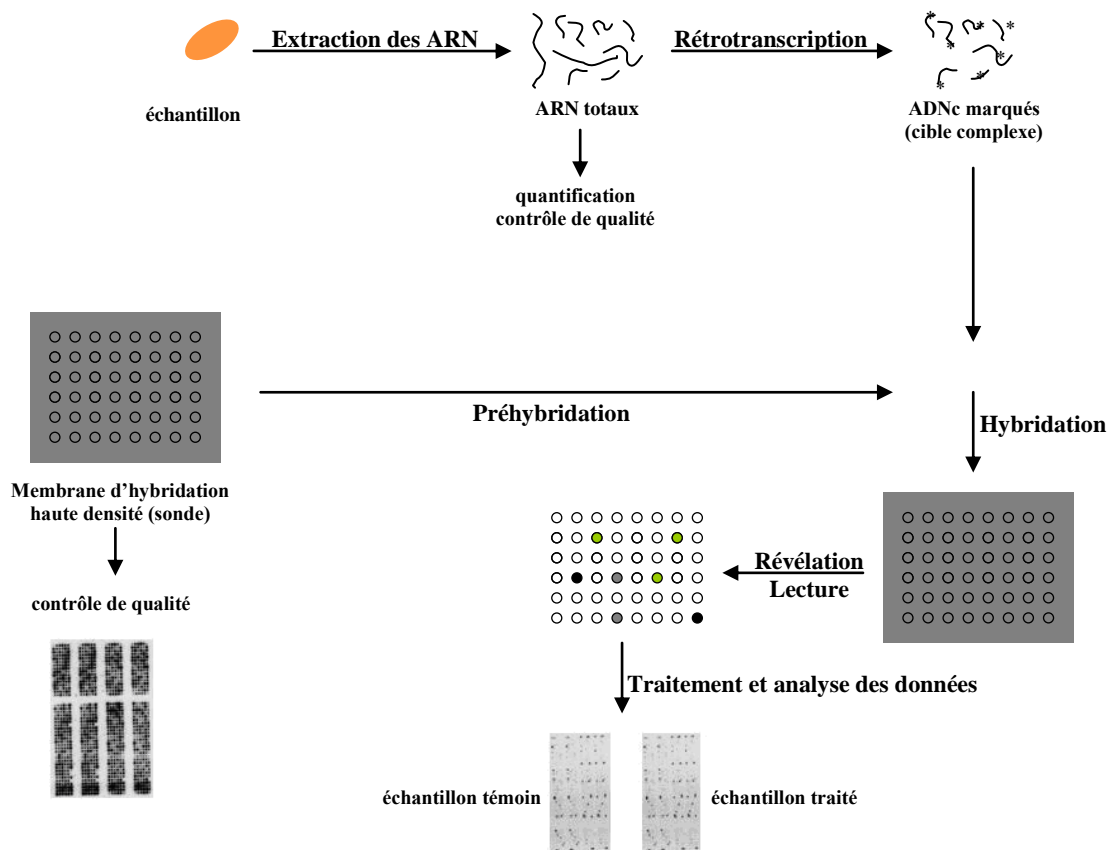 Extraction des ARN
Rétrotranscription
échantillon
ARN totaux
ADNc marqués
(cible complexe)
quantification
contrôle de qualité
Préhybridation
Hybridation
Membrane d’hybridation
haute densité (sonde)
Révélation
Lecture
contrôle de qualité
Traitement et analyse des données
échantillon témoin
échantillon traité